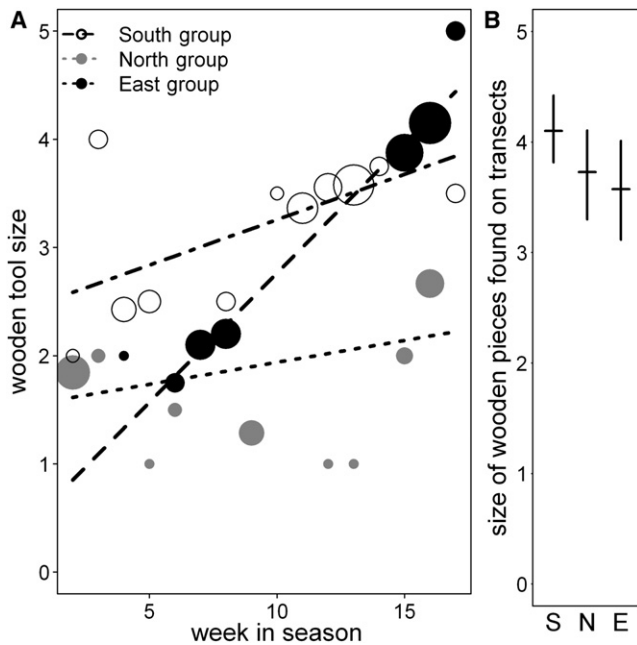 A
South group
North group
East group
wooden tool size
5
4
3
2
1
0
5
10
15
week in season
B
size of wooden pieces found on transects
5
4
3
2
1
0
S N E